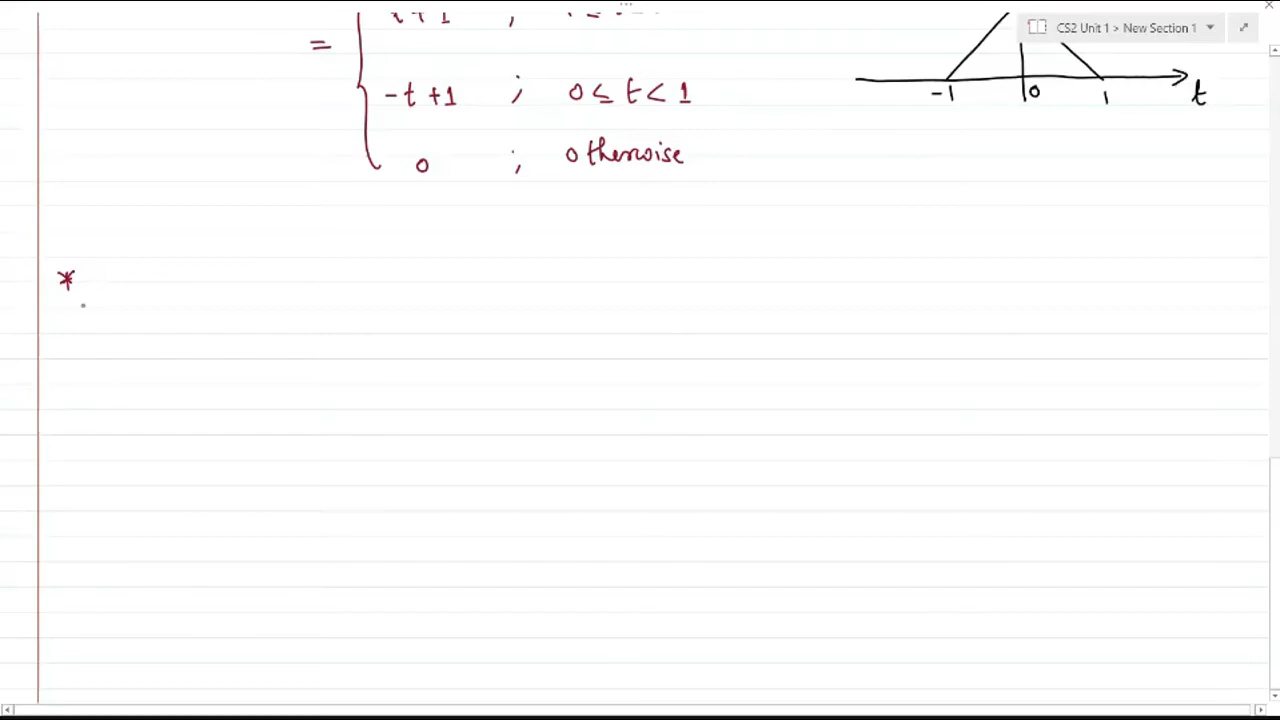 CS2 Unit 1 > New Section 1
=
-t+1 ; 0≤t<1
0 ; otherwise
-1 0 1 t
*